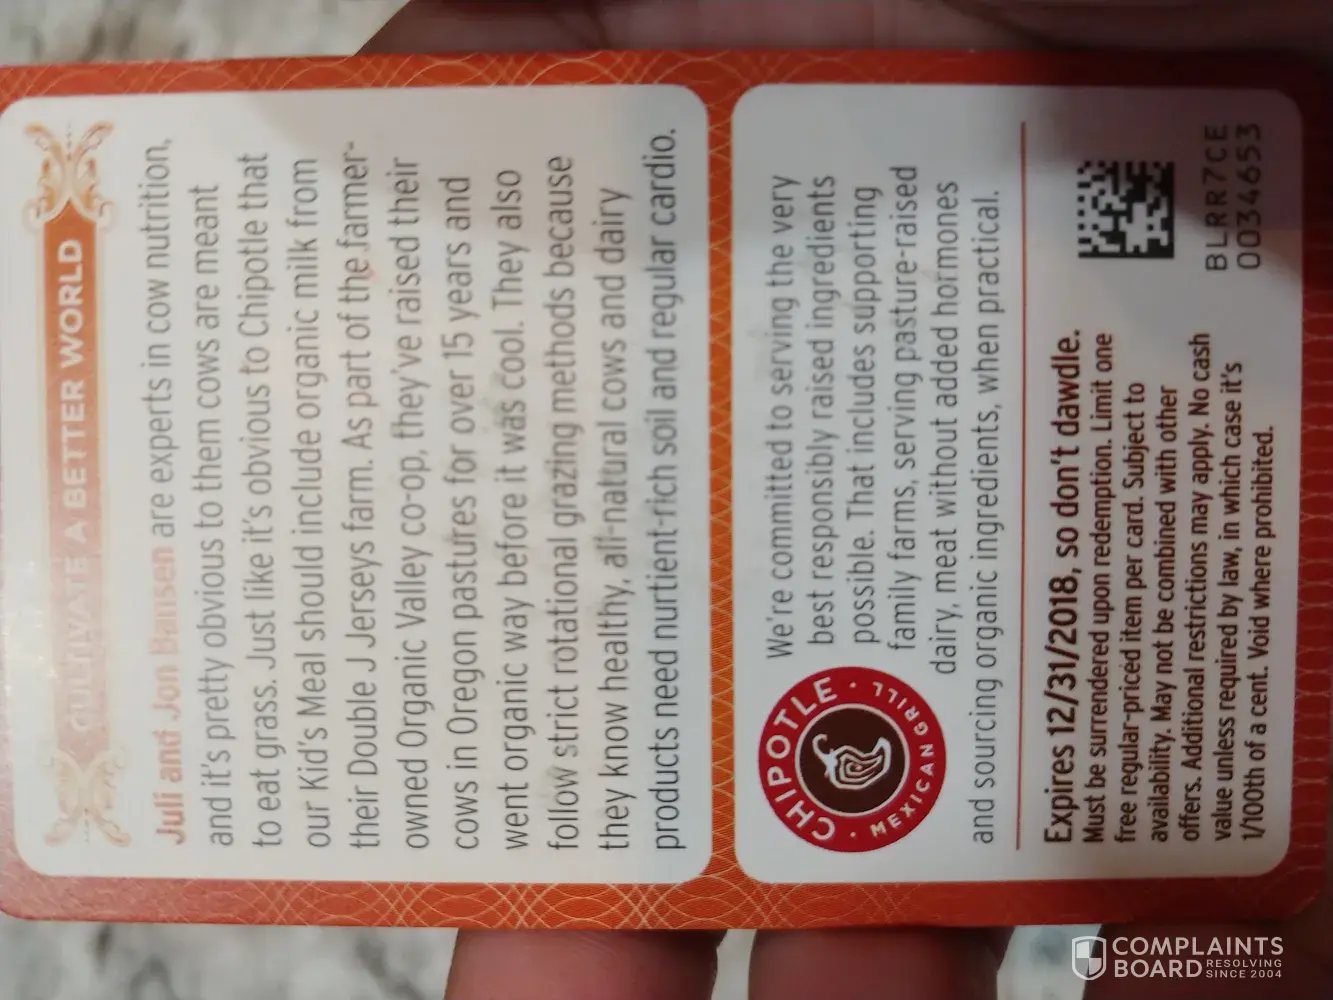 CULTIVATE A BETTER WORLD
Juli and Jon Bansen are experts in cow nutrition,
and it's pretty obvious to them cows are meant
to eat grass. Just like it's obvious to Chipotle that
our Kid's Meal should include organic milk from
their Double J Jerseys farm. As part of the farmer-
owned Organic Valley co-op, they've raised their
cows in Oregon pastures for over 15 years and
went organic way before it was cool. They also
follow strict rotational grazing methods because
they know healthy, all-natural cows and dairy
products need nurtient-rich soil and regular cardio.
CHIPOTLE
MEXICAN GRILL
We're committed to serving the very
best responsibly raised ingredients
possible. That includes supporting
family farms, serving pasture-raised
dairy, meat without added hormones
and sourcing organic ingredients, when practical.
Expires 12/31/2018, so don't dawdle.
Must be surrendered upon redemption. Limit one
free regular-priced item per card. Subject to
availability. May not be combined with other
offers. Additional restrictions may apply. No cash
value unless required by law, in which case it's
1/100th of a cent. Void where prohibited.
BLRR7CE
0034653
COMPLAINTS
BOARD RESOLVING
SINCE 2004